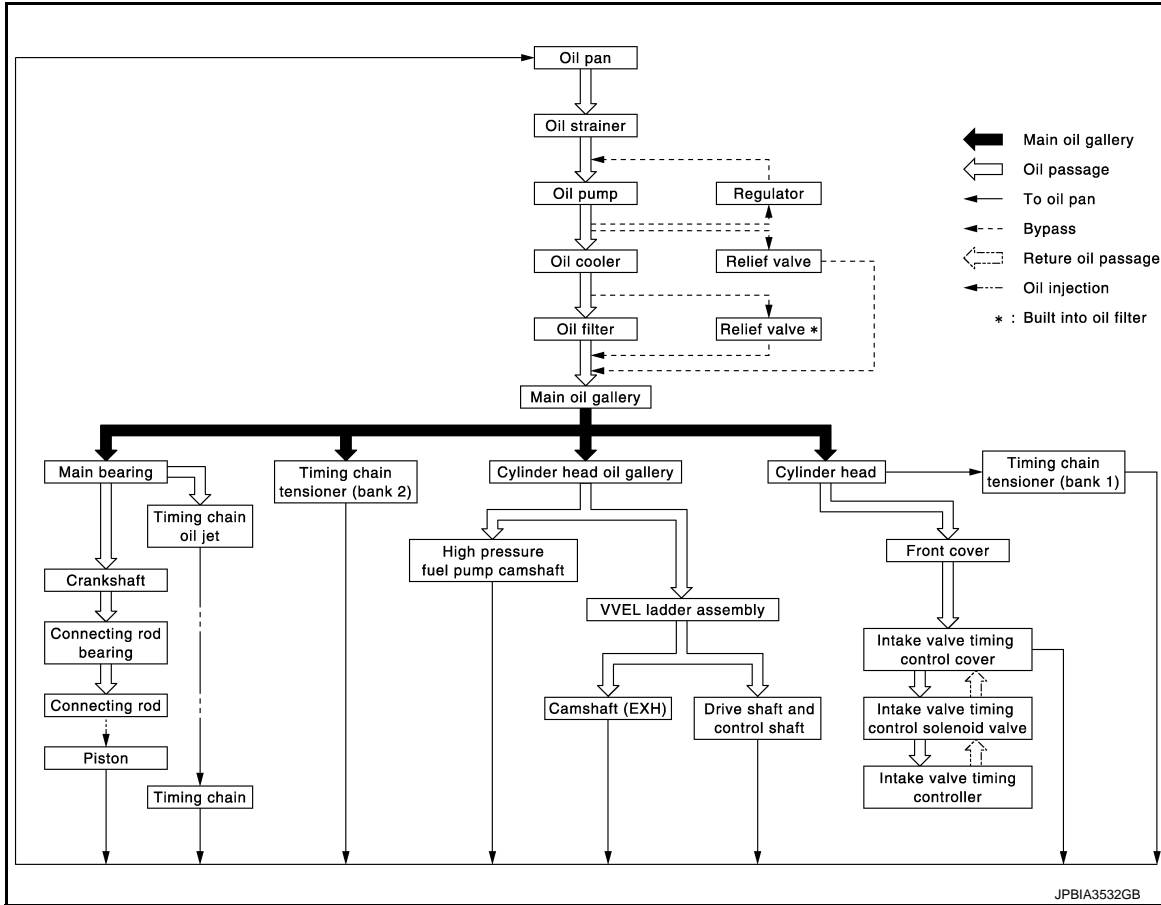 Oil pan
Oil strainer
Oil pump
Regulator
Oil cooler
Relief valve
Oil filter
Relief valve *
Main oil gallery
Main oil gallery
Oil passage
To oil pan
Bypass
Reture oil passage
Oil injection
* : Built into oil filter
Main bearing
Timing chain
oil jet
Crankshaft
Connecting rod
bearing
Connecting rod
Piston
Timing chain
Timing chain
tensioner (bank 2)
Cylinder head oil gallery
High pressure
fuel pump camshaft
VVEL ladder assembly
Camshaft (EXH)
Drive shaft and
control shaft
Cylinder head
Timing chain
tensioner (bank 1)
Front cover
Intake valve timing
control cover
Intake valve timing
control solenoid valve
Intake valve timing
controller
JPBIA3532GB